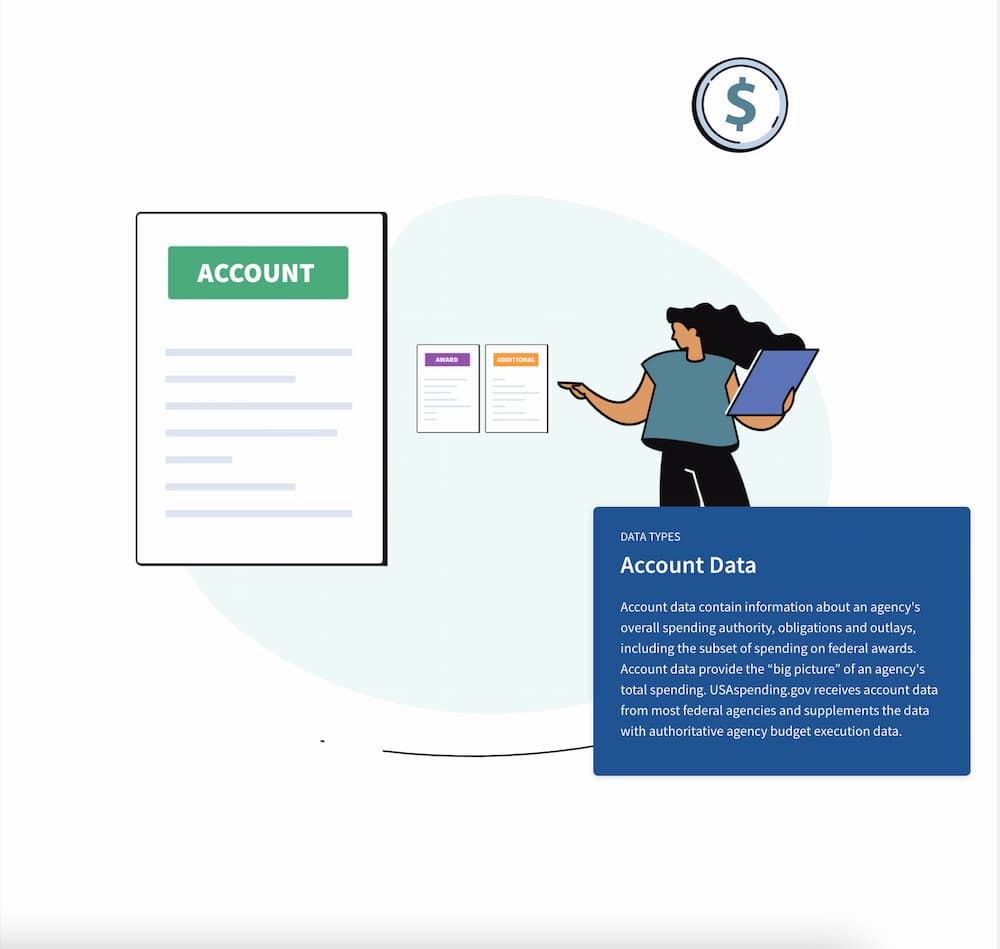 $
ACCOUNT
AWARD
ADDITIONAL
DATA TYPES
Account Data
Account data contain information about an agency's
overall spending authority, obligations and outlays,
including the subset of spending on federal awards.
Account data provide the “big picture” of an agency's
total spending. USAspending.gov receives account data
from most federal agencies and supplements the data
with authoritative agency budget execution data.